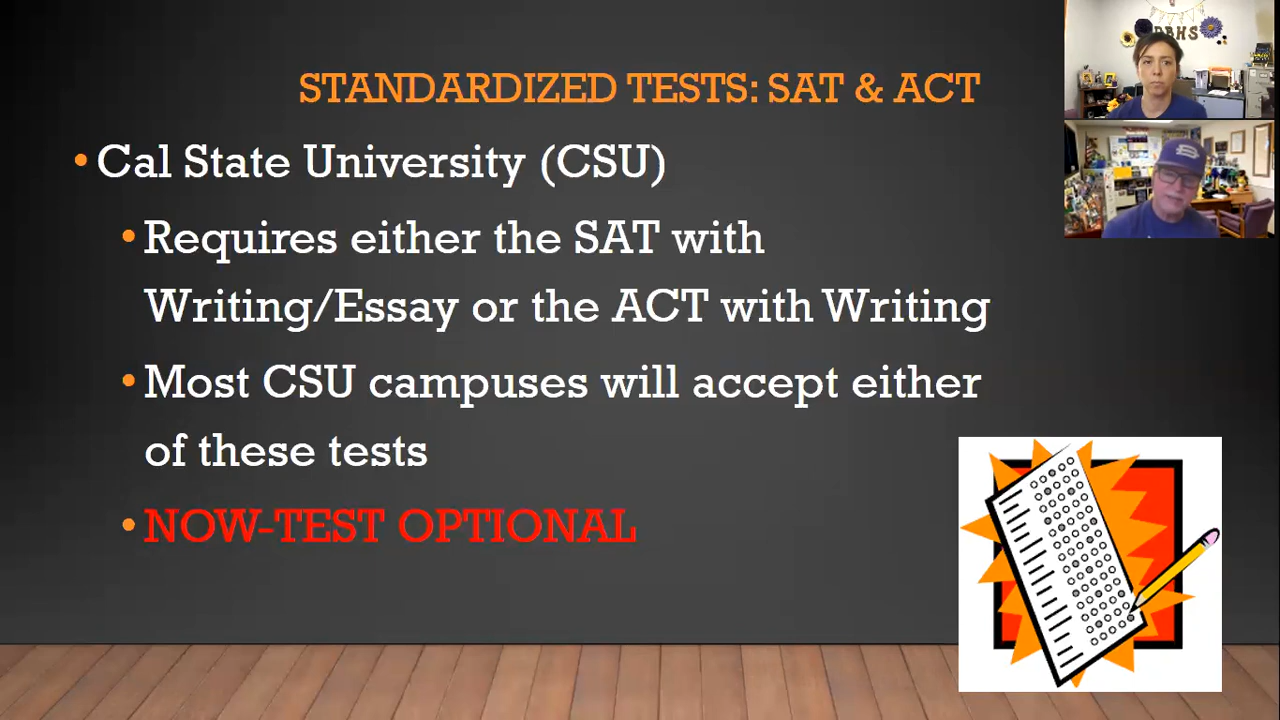 STANDARDIZED TESTS: SAT & ACT
• Cal State University (CSU)
• Requires either the SAT with
Writing/Essay or the ACT with Writing
• Most CSU campuses will accept either
of these tests
• NOW-TEST OPTIONAL